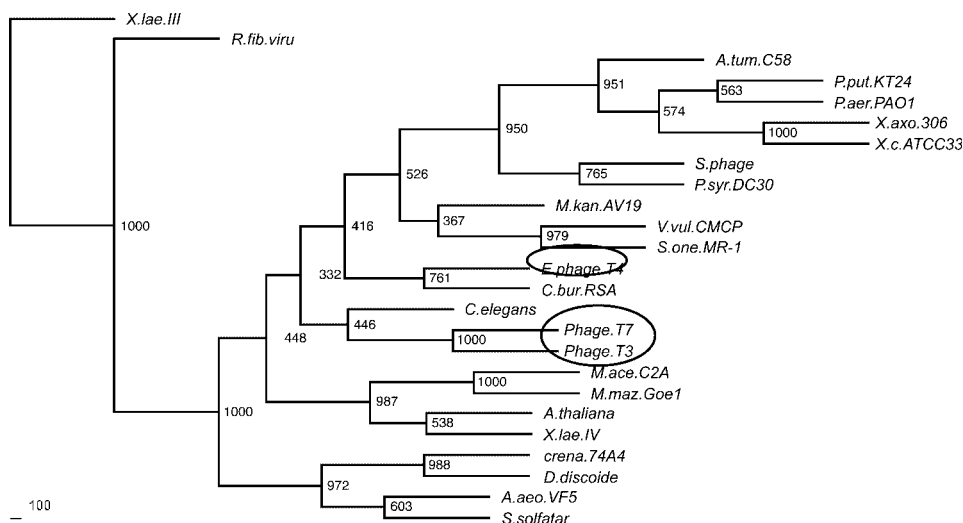 X.lae.III
R.fib.viru
A.tum.C58
951
P.put.KT24
563
P.aer.PAO1
574
X.axo.306
1000
X.c.ATCC33
950
S.phage
765
P.syr.DC30
526
M.kan.AV19
367
V.vul.CMCP
979
S.one.MR-1
416
1000
332
E.phage.T4
761
C.bur.RSA
C.elegans
446
Phage.T7
448
1000
Phage.T3
M.ace.C2A
1000
M.maz.Goe1
987
1000
A.thaliana
538
X.lae.IV
crena.74A4
988
D.discoide
972
A.aeo.VF5
603
S.solfatar
100